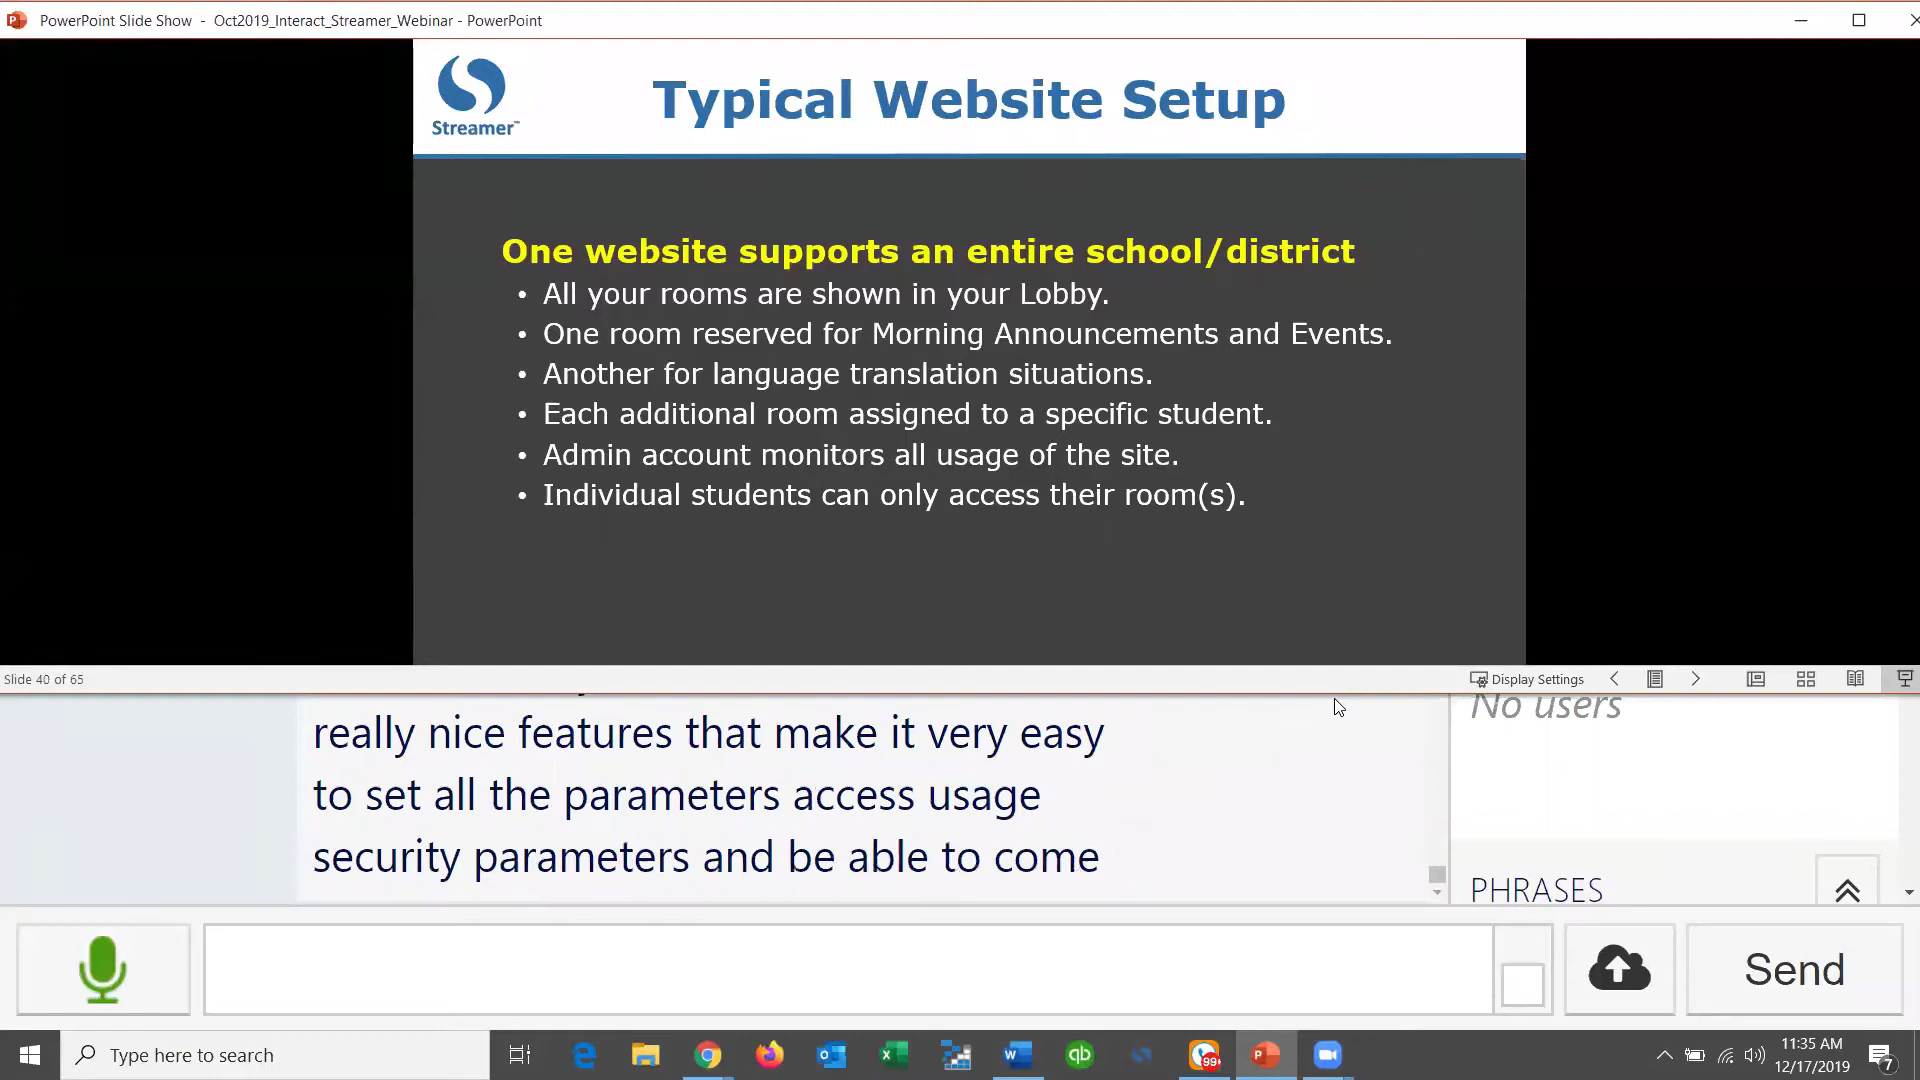 PowerPoint Slide Show - Oct2019_Interact_Streamer_Webinar - PowerPoint
Streamer™
Typical Website Setup
One website supports an entire school/district
• All your rooms are shown in your Lobby.
• One room reserved for Morning Announcements and Events.
• Another for language translation situations.
• Each additional room assigned to a specific student.
• Admin account monitors all usage of the site.
• Individual students can only access their room(s).
Slide 40 of 65
Display Settings
No users
really nice features that make it very easy
to set all the parameters access usage
security parameters and be able to come
PHRASES
Send
Type here to search
99
11:35 AM
12/17/2019
7